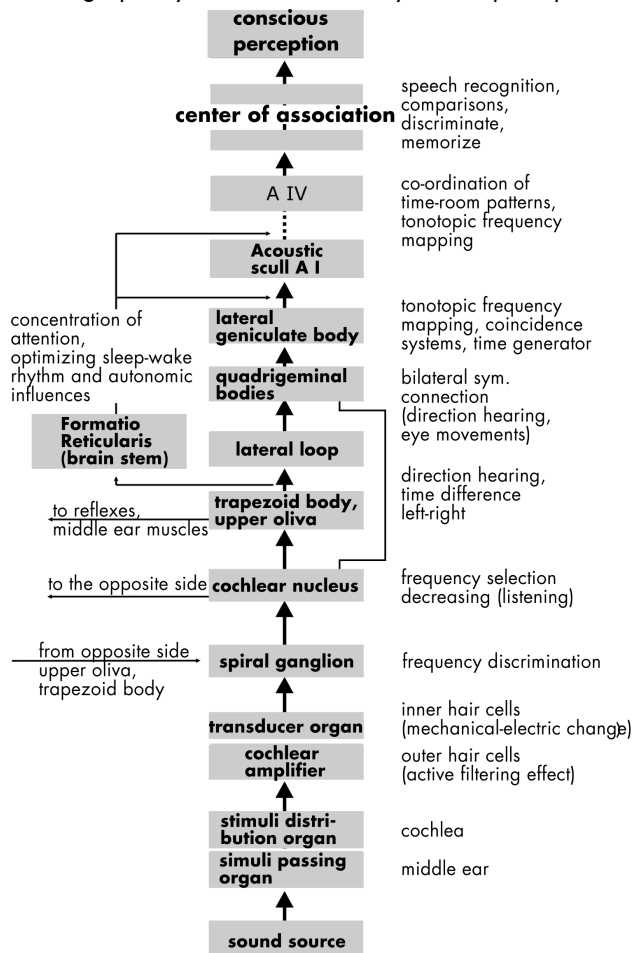 conscious
perception
center of association
speech recognition,
comparisons,
discriminate,
memorize
A IV
co-ordination of
time-room patterns,
tonotopic frequency
mapping
Acoustic
scull A I
lateral
geniculate body
tonotopic frequency
mapping, coincidence
systems, time generator
concentration of
attention,
optimizing sleep-wake
rhythm and autonomic
influences
quadrigeminal
bodies
bilateral sym.
connection
(direction hearing,
eye movements)
Formatio
Reticularis
(brain stem)
lateral loop
trapezoid body,
upper oliva
direction hearing,
time difference
left-right
to reflexes,
middle ear muscles
to the opposite side
cochlear nucleus
frequency selection
decreasing (listening)
from opposite side
upper oliva,
trapezoid body
spiral ganglion
frequency discrimination
transducer organ
inner hair cells
(mechanical-electric change)
cochlear
amplifier
outer hair cells
(active filtering effect)
stimuli distri-
bution organ
cochlea
simuli passing
organ
middle ear
sound source